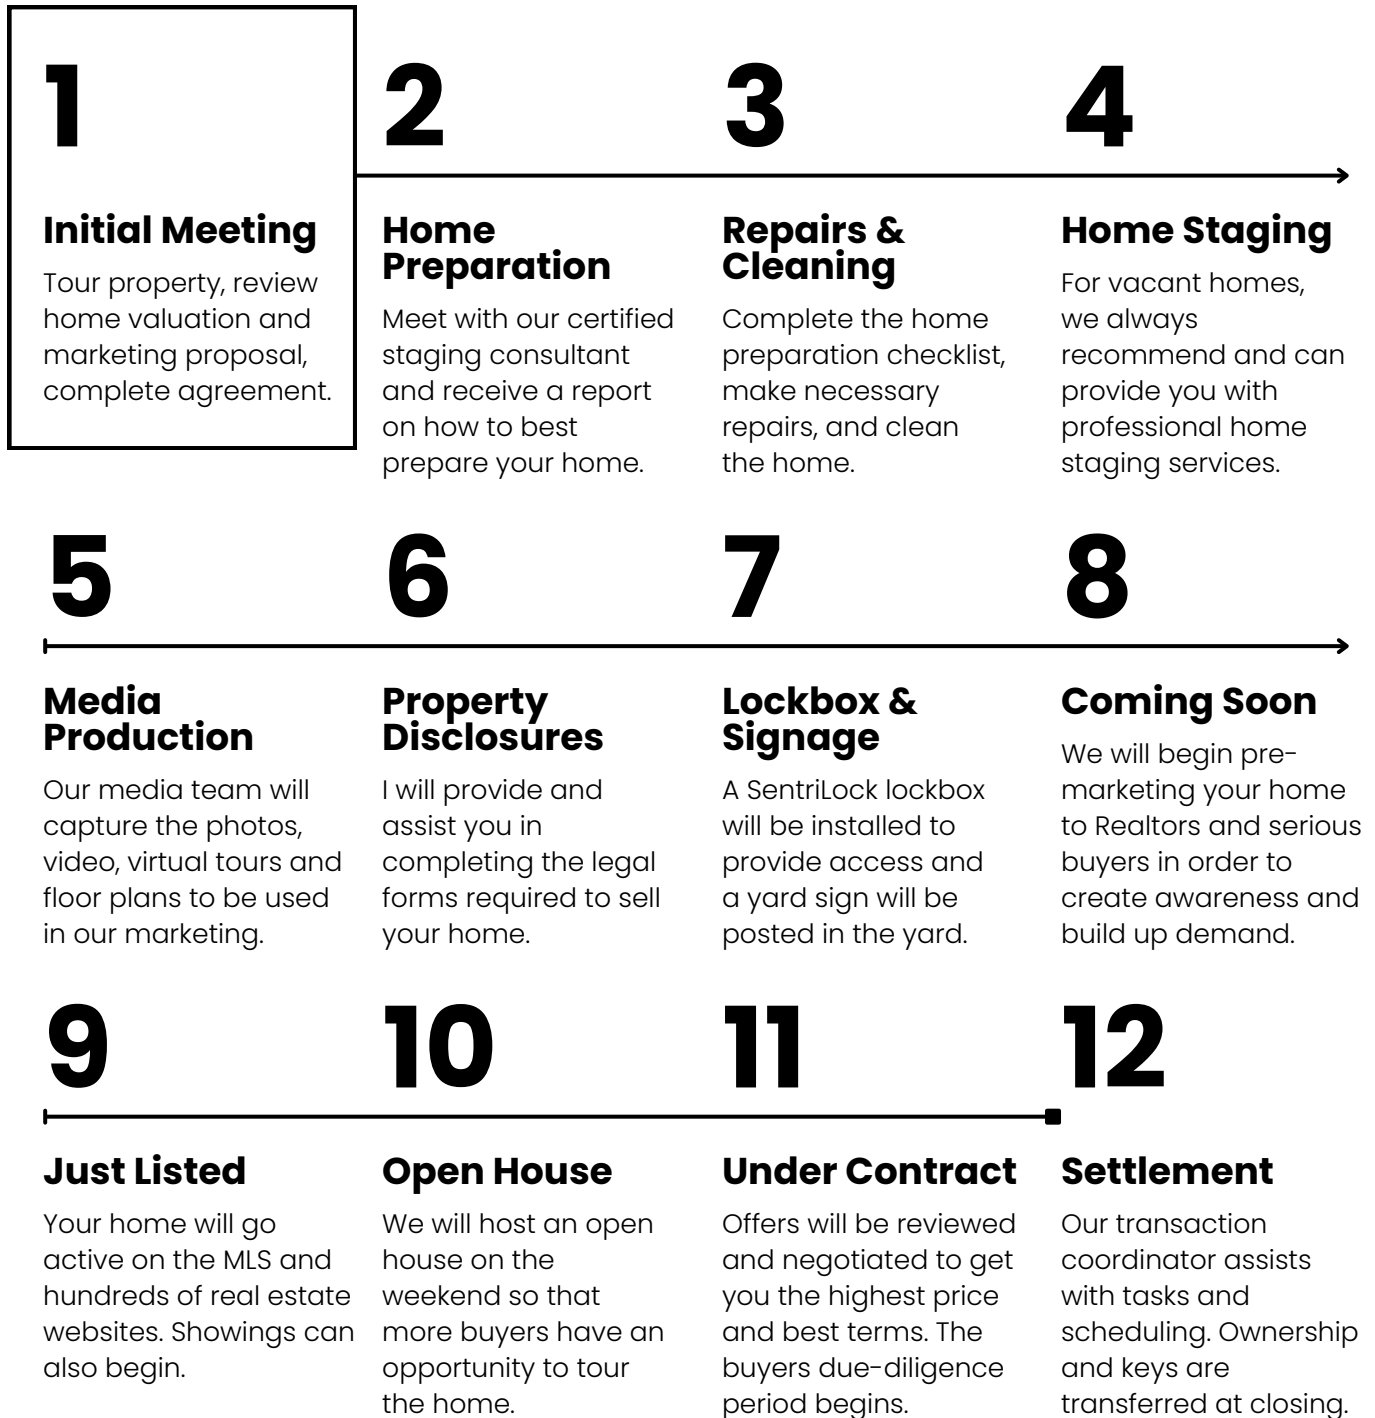 1
Initial Meeting
Tour property, review
home valuation and
marketing proposal,
complete agreement.
2
Home
Preparation
Meet with our certified
staging consultant
and receive a report
on how to best
prepare your home.
3
Repairs &
Cleaning
Complete the home
preparation checklist,
make necessary
repairs, and clean
the home.
4
Home Staging
For vacant homes,
we always
recommend and can
provide you with
professional home
staging services.
5
Media
Production
Our media team will
capture the photos,
video, virtual tours and
floor plans to be used
in our marketing.
6
Property
Disclosures
I will provide and
assist you in
completing the legal
forms required to sell
your home.
7
Lockbox &
Signage
A SentriLock lockbox
will be installed to
provide access and
a yard sign will be
posted in the yard.
8
Coming Soon
We will begin pre-
marketing your home
to Realtors and serious
buyers in order to
create awareness and
build up demand.
9
Just Listed
Your home will go
active on the MLS and
hundreds of real estate
websites. Showings can
also begin.
10
Open House
We will host an open
house on the
weekend so that
more buyers have an
opportunity to tour
the home.
11
Under Contract
Offers will be reviewed
and negotiated to get
you the highest price
and best terms. The
buyers due-diligence
period begins.
12
Settlement
Our transaction
coordinator assists
with tasks and
scheduling. Ownership
and keys are
transferred at closing.